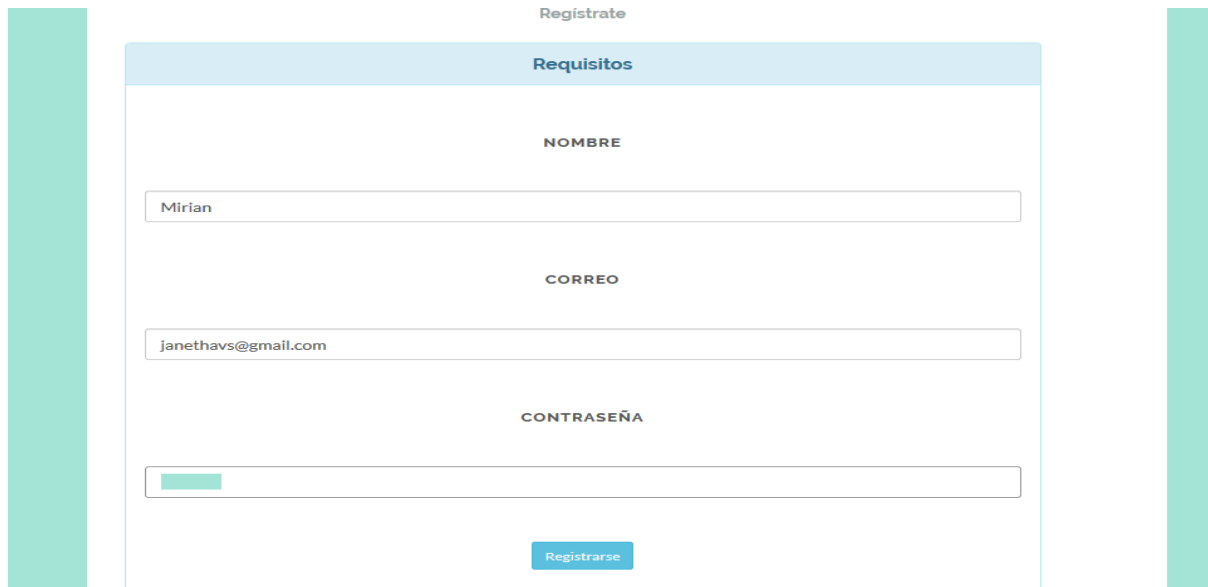 Regístrate
Requisitos
NOMBRE
Mirian
CORREO
janethavs@gmail.com
CONTRASEÑA
Registrarse